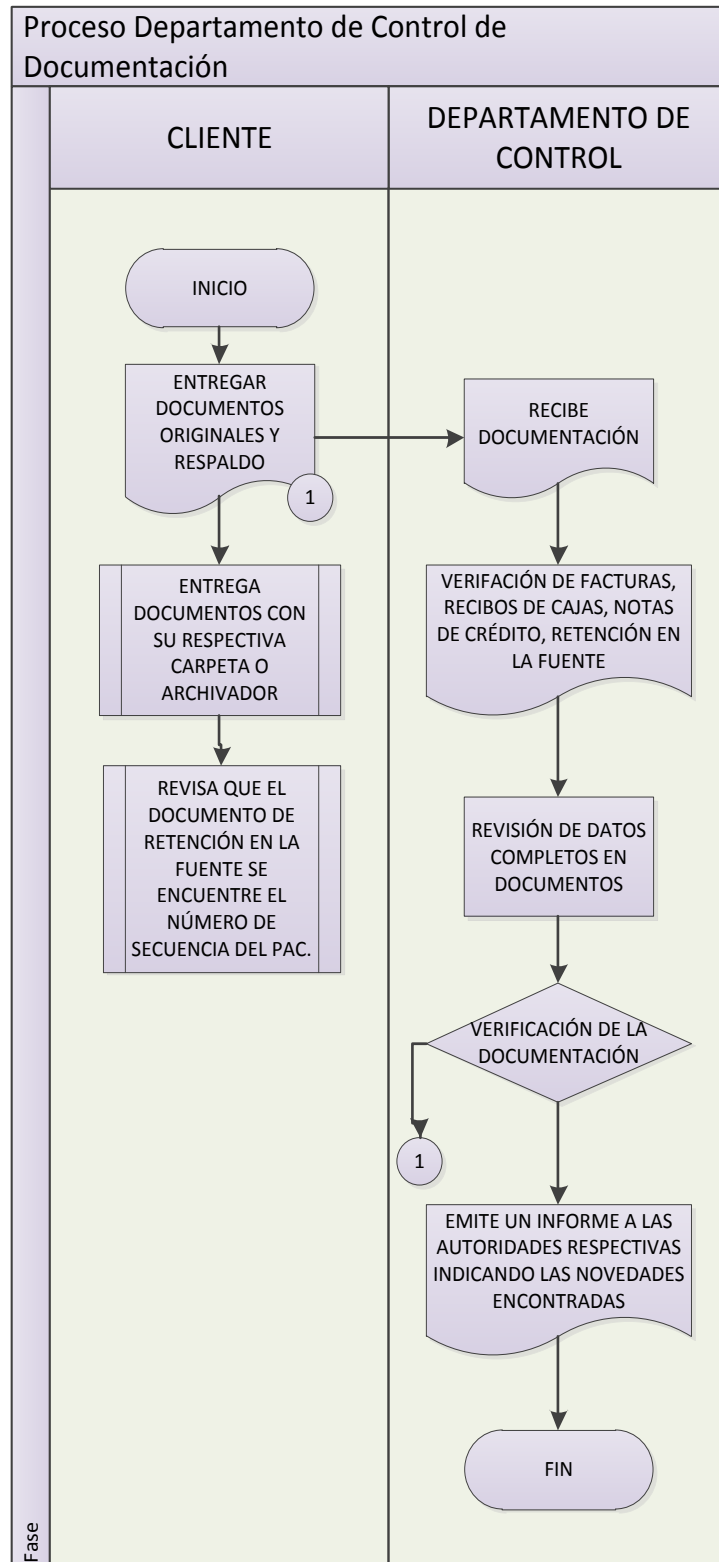 Proceso Departamento de Control de
Documentación
CLIENTE
DEPARTAMENTO DE
CONTROL
INICIO
ENTREGAR
DOCUMENTOS
ORIGINALES Y
RESPALDO
1
ENTREGA
DOCUMENTOS CON
SU RESPECTIVA
CARPETA O
ARCHIVADOR
REVISA QUE EL
DOCUMENTO DE
RETENCIÓN EN LA
FUENTE SE
ENCUENTRE EL
NÚMERO DE
SECUENCIA DEL PAC.
RECIBE
DOCUMENTACIÓN
VERIFACIÓN DE FACTURAS,
RECIBOS DE CAJAS, NOTAS
DE CRÉDITO, RETENCIÓN EN
LA FUENTE
REVISIÓN DE DATOS
COMPLETOS EN
DOCUMENTOS
VERIFICACIÓN DE LA
DOCUMENTACIÓN
1
EMITE UN INFORME A LAS
AUTORIDADES RESPECTIVAS
INDICANDO LAS NOVEDADES
ENCONTRADAS
FIN
Fase